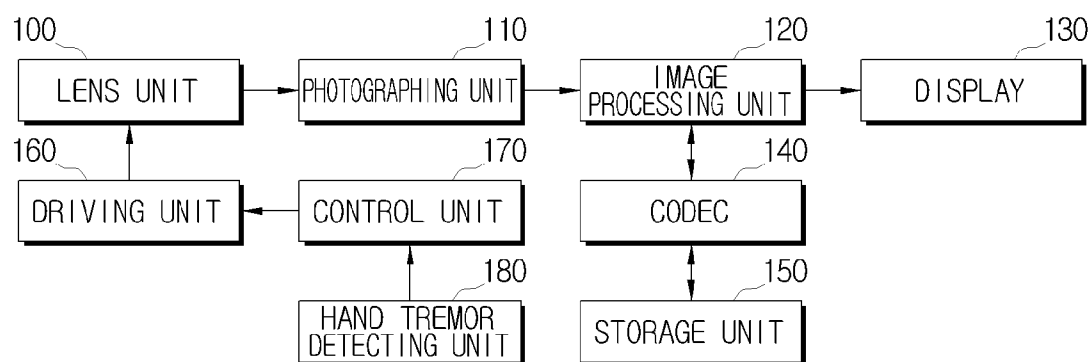 100
LENS UNIT
110
PHOTOGRAPHING UNIT
120
IMAGE
PROCESSING UNIT
130
DISPLAY
160
DRIVING UNIT
170
CONTROL UNIT
140
CODEC
180
HAND TREMOR
DETECTING UNIT
150
STORAGE UNIT